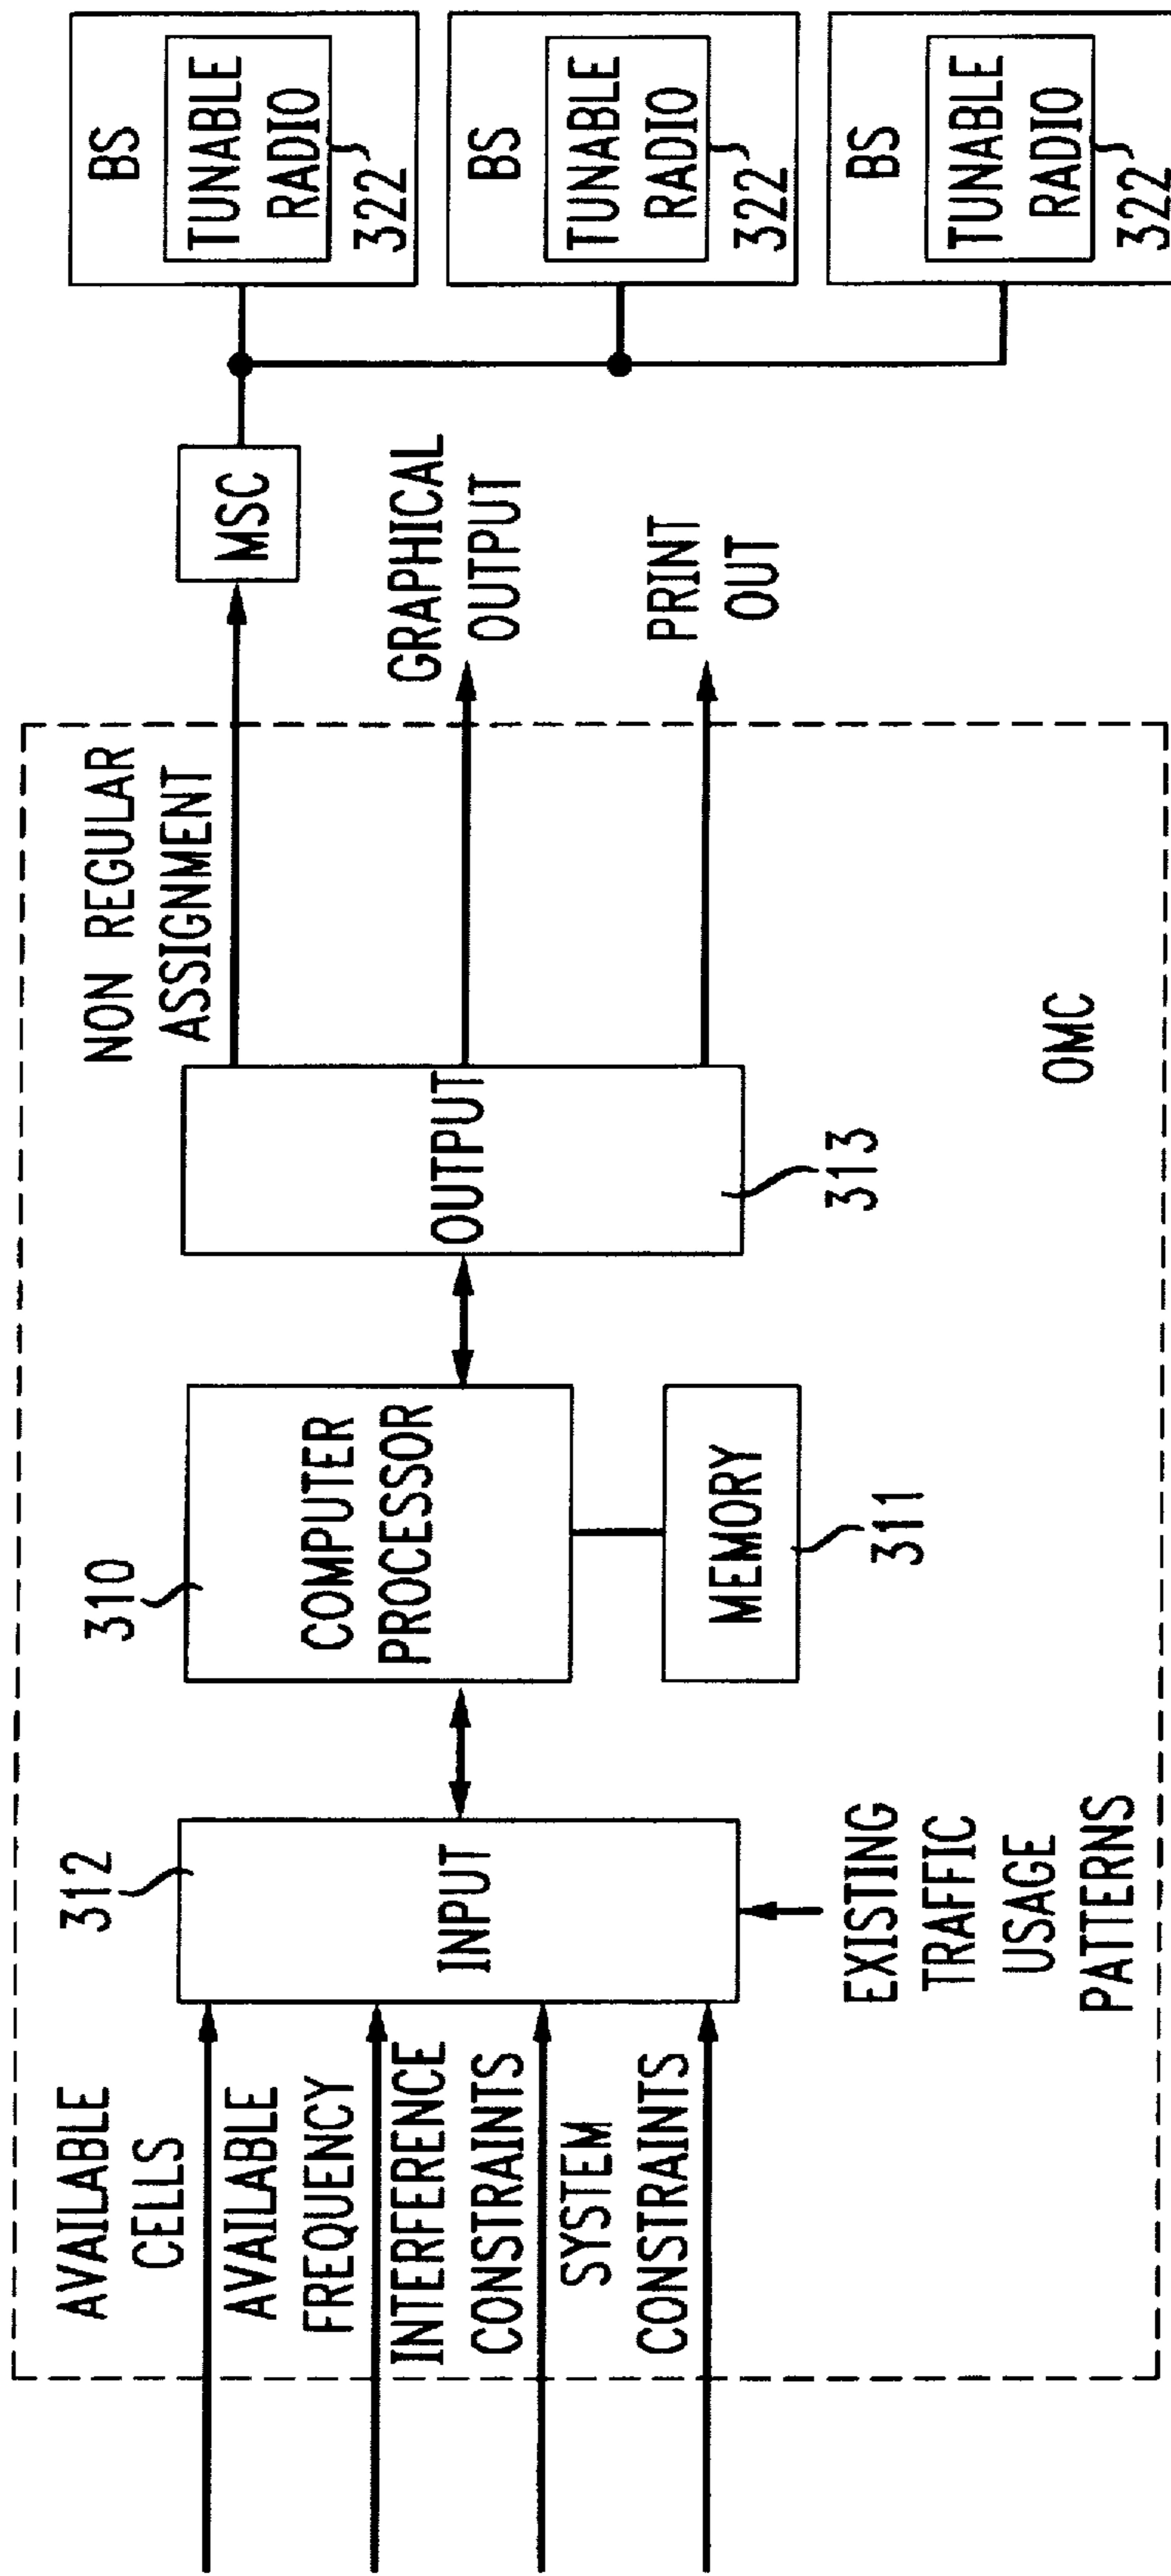 AVAILABLE
CELLS
AVAILABLE
FREQUENCY
INTERFERENCE
CONSTRAINTS
SYSTEM
CONSTRAINTS
312
INPUT
EXISTING
TRAFFIC
USAGE
PATTERNS
310
COMPUTER
PROCESSOR
MEMORY
311
OUTPUT
313
NON REGULAR
ASSIGNMENT
OMC
GRAPHICAL
OUTPUT
PRINT
OUT
MSC
BS
TUNABLE
RADIO
322
BS
TUNABLE
RADIO
322
BS
TUNABLE
RADIO
322